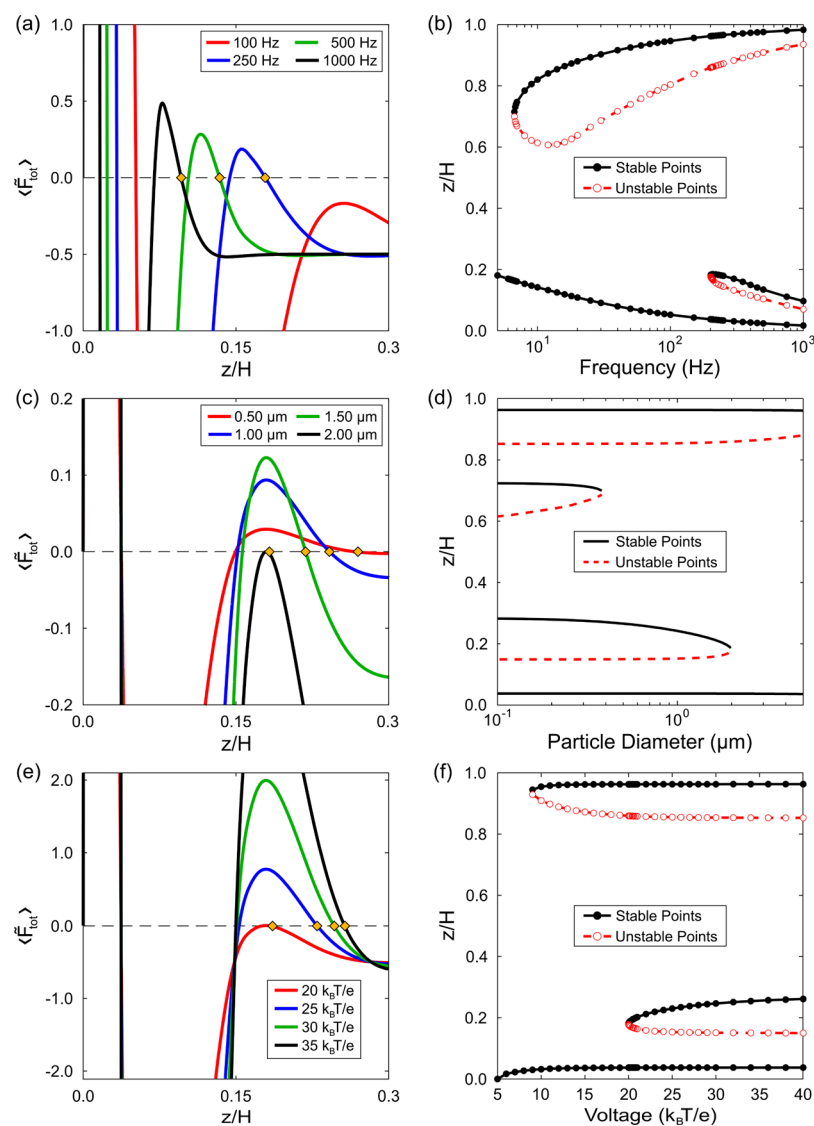 (a)
1.0
0.5
0.0
-0.5
-1.0
⟨F̃tot⟩
100 Hz
250 Hz
500 Hz
1000 Hz
0.0
0.15
0.3
z/H
(b)
1.0
0.8
0.6
0.4
0.2
0.0
z/H
Stable Points
Unstable Points
10¹
10²
10³
Frequency (Hz)
(c)
0.2
0.1
0.0
-0.1
-0.2
⟨F̃tot⟩
0.50 μm
1.00 μm
1.50 μm
2.00 μm
0.0
0.15
0.3
z/H
(d)
1.0
0.8
0.6
0.4
0.2
0.0
z/H
Stable Points
Unstable Points
10⁻¹
10⁰
Particle Diameter (μm)
(e)
2.0
1.0
0.0
-1.0
-2.0
⟨F̃tot⟩
20 kBT/e
25 kBT/e
30 kBT/e
35 kBT/e
0.0
0.15
0.3
z/H
(f)
1.0
0.8
0.6
0.4
0.2
0.0
z/H
Stable Points
Unstable Points
5
10
15
20
25
30
35
40
Voltage (kBT/e)